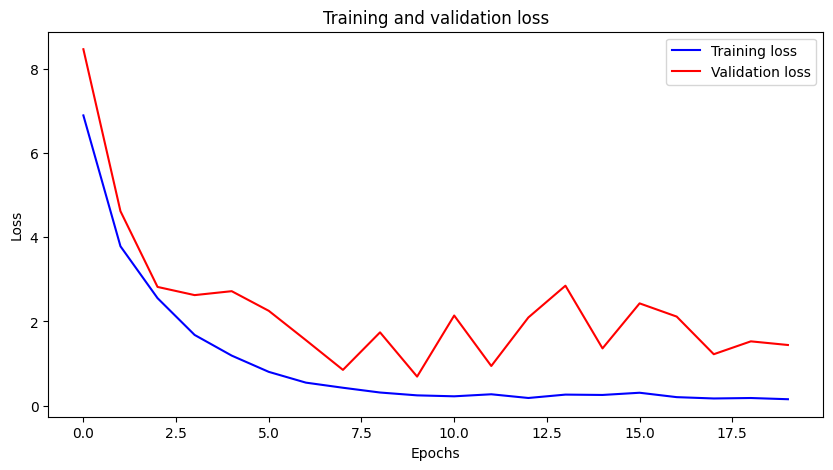 Training and validation loss
Training loss
Validation loss
8
6
4
2
0
Loss
0.0
2.5
5.0
7.5
10.0
12.5
15.0
17.5
Epochs